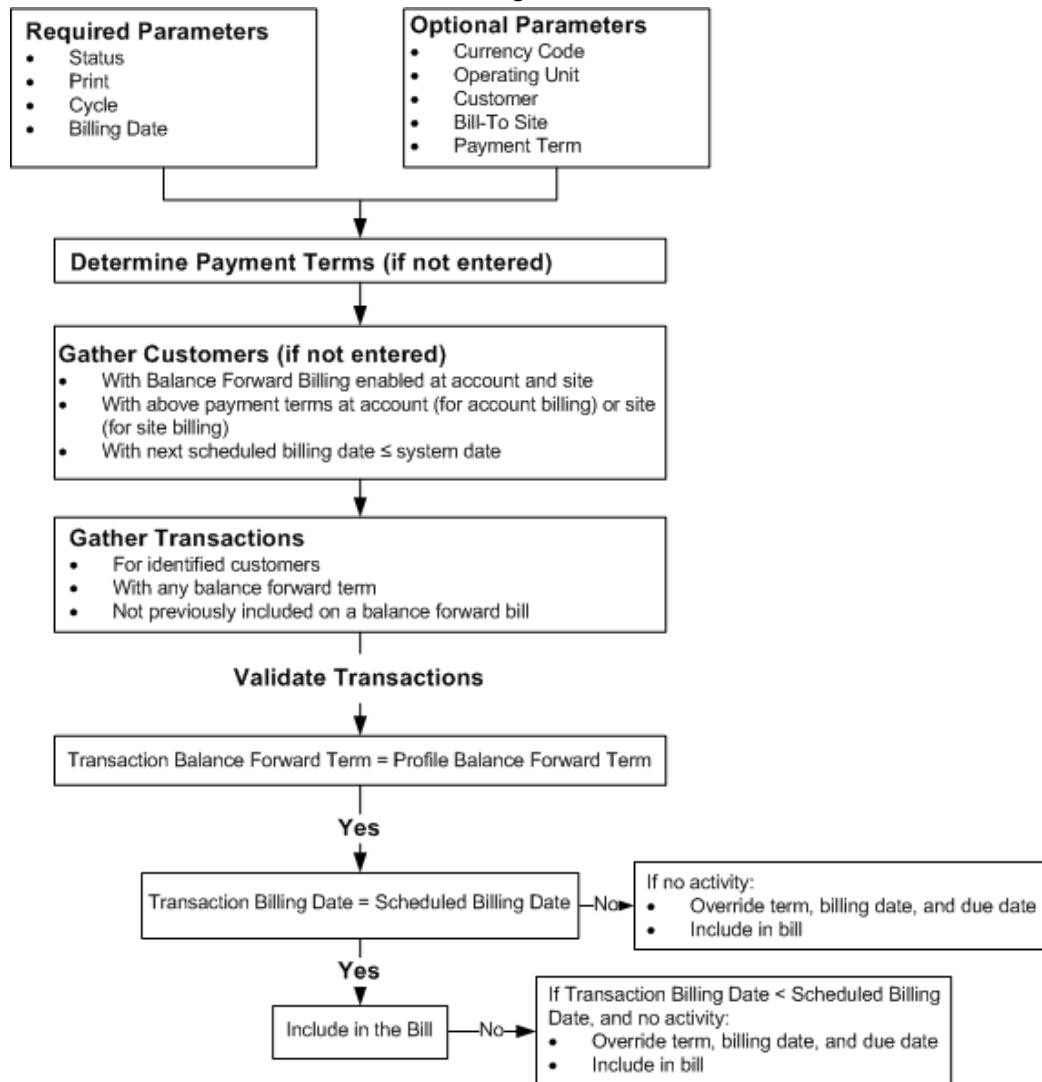 Required Parameters
• Status
• Print
• Cycle
• Billing Date
Optional Parameters
• Currency Code
• Operating Unit
• Customer
• Bill-To Site
• Payment Term
Determine Payment Terms (if not entered)
Gather Customers (if not entered)
• With Balance Forward Billing enabled at account and site
• With above payment terms at account (for account billing) or site
(for site billing)
• With next scheduled billing date ≤ system date
Gather Transactions
• For identified customers
• With any balance forward term
• Not previously included on a balance forward bill
Validate Transactions
Transaction Balance Forward Term = Profile Balance Forward Term
Yes
Transaction Billing Date = Scheduled Billing Date
No
If no activity:
• Override term, billing date, and due date
• Include in bill
Yes
Include in the Bill
No
If Transaction Billing Date < Scheduled Billing
Date, and no activity:
• Override term, billing date, and due date
• Include in bill